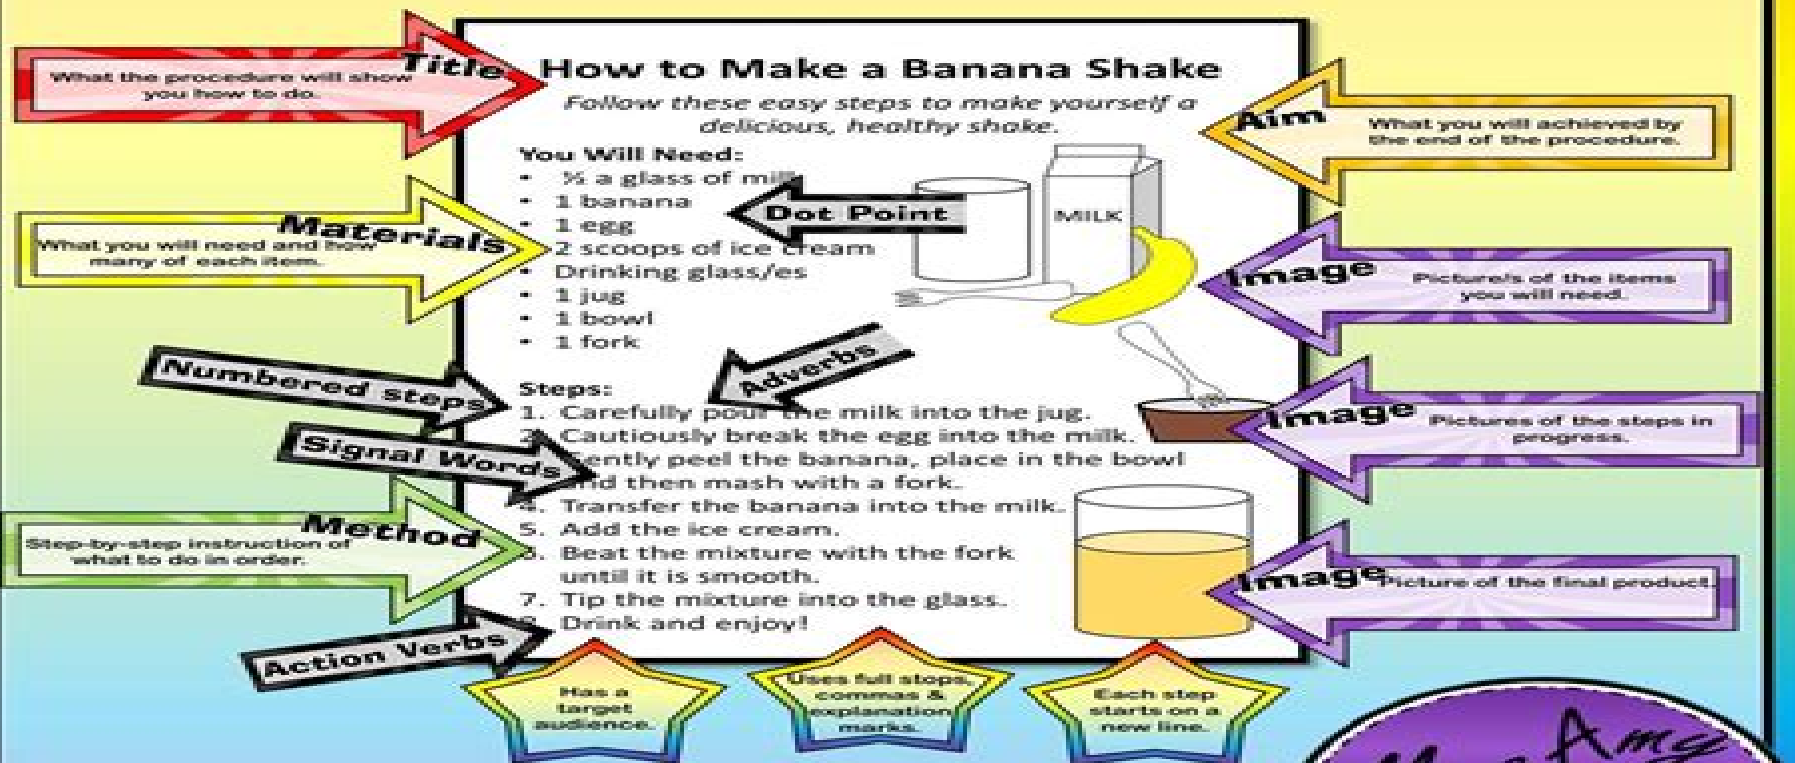 Title
What the procedure will show
you how to do.
How to Make a Banana Shake
Follow these easy steps to make yourself a
delicious, healthy shake.
Aim
What you will achieved by
the end of the procedure.
You Will Need:
• ½ a glass of milk
• 1 banana
• 1 egg
2 scoops of ice cream
• Drinking glass/es
• 1 jug
• 1 bowl
• 1 fork
Dot Point
MILK
Materials
What you will need and how
many of each item.
Image
Picture/s of the items
you will need.
Numbered steps
Adverbs
Steps:
1. Carefully pour the milk into the jug.
2. Cautiously break the egg into the milk.
Gently peel the banana, place in the bowl
and then mash with a fork.
4. Transfer the banana into the milk.
5. Add the ice cream.
6. Beat the mixture with the fork
until it is smooth.
7. Tip the mixture into the glass.
8. Drink and enjoy!
Signal Words
Image
Pictures of the steps in
progress.
Method
Step-by-step instruction of
what to do in order.
Image
Picture of the final product.
Action Verbs
Has a
target
audience.
Uses full stops,
commas &
explanation
marks.
Each step
starts on a
new line.
Amy